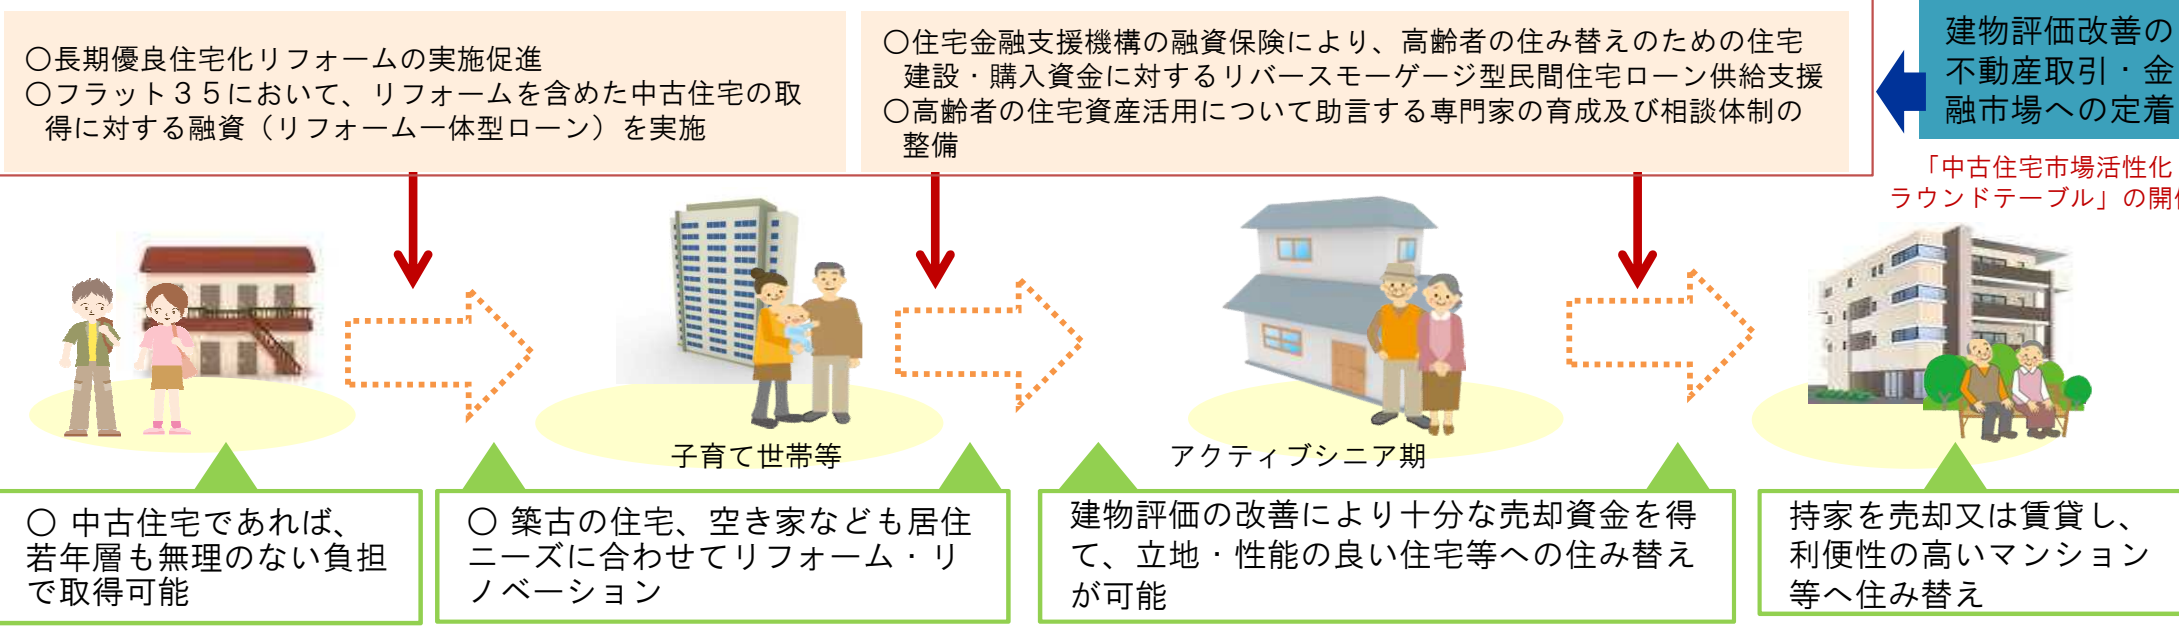 〇長期優良住宅化リフォームの実施促進
〇フラット３５において、リフォームを含めた中古住宅の取
得に対する融資（リフォーム一体型ローン）を実施
〇住宅金融支援機構の融資保険により、高齢者の住み替えのための住宅
建設・購入資金に対するリバースモーゲージ型民間住宅ローン供給支援
〇高齢者の住宅資産活用について助言する専門家の育成及び相談体制の
整備
建物評価改善の
不動産取引・金
融市場への定着
「中古住宅市場活性化
ラウンドテーブル」の開
子育て世帯等
アクティブシニア期
〇 中古住宅であれば、
若年層も無理のない負担
で取得可能
〇 築古の住宅、空き家なども居住
ニーズに合わせてリフォーム・リ
ノベーション
建物評価の改善により十分な売却資金を得
て、立地・性能の良い住宅等への住み替え
が可能
持家を売却又は賃貸し、
利便性の高いマンション
等へ住み替え